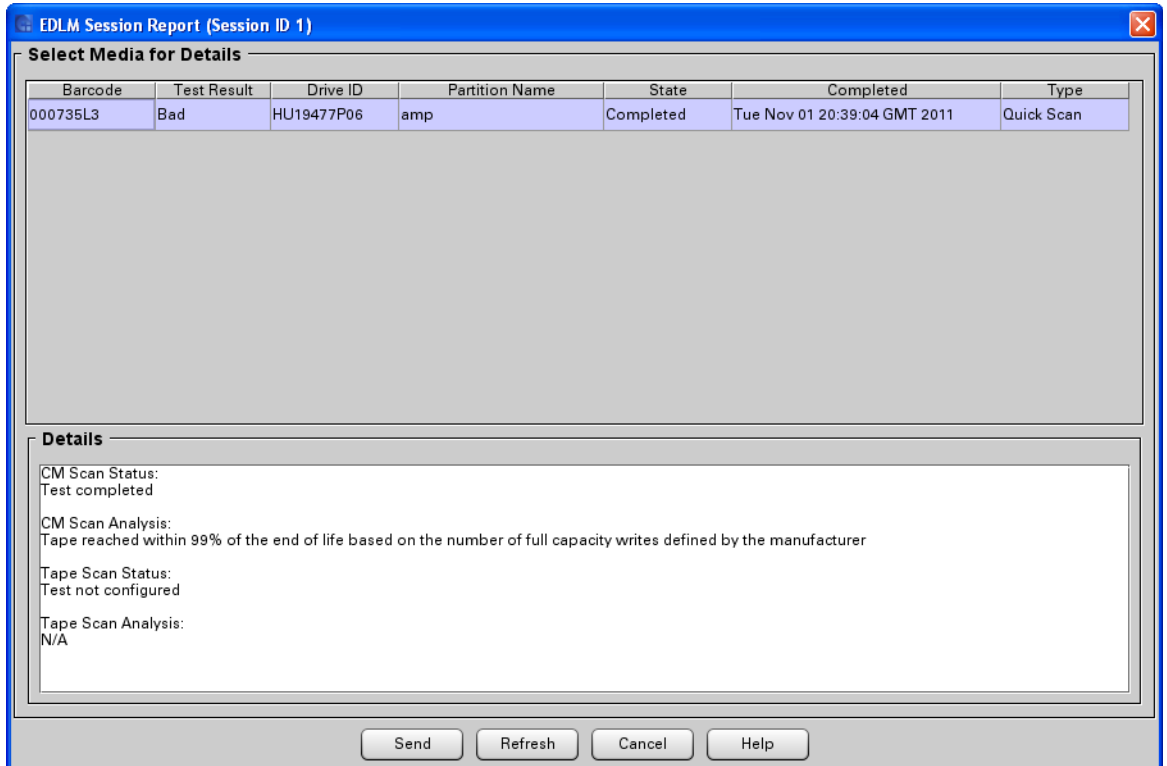 EDLM Session Report (Session ID 1)
Select Media for Details
Barcode Test Result Drive ID Partition Name State Completed Type
000735L3 Bad HU19477P06 amp Completed Tue Nov 01 20:39:04 GMT 2011 Quick Scan
Details
CM Scan Status:
Test completed
CM Scan Analysis:
Tape reached within 99% of the end of life based on the number of full capacity writes defined by the manufacturer
Tape Scan Status:
Test not configured
Tape Scan Analysis:
N/A
Send Refresh Cancel Help